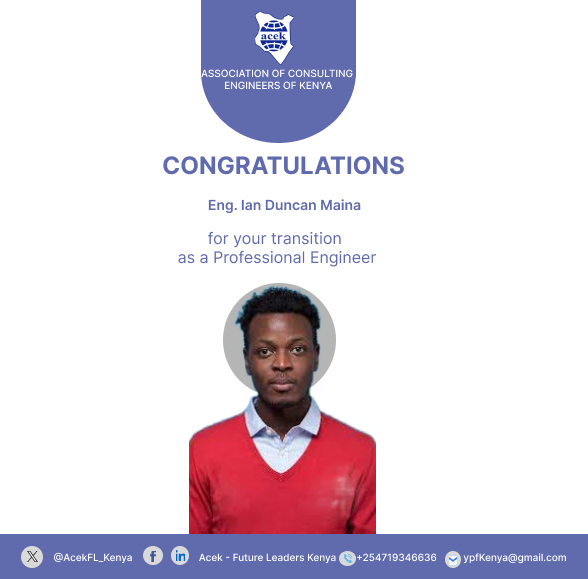 acek
ASSOCIATION OF CONSULTING
ENGINEERS OF KENYA
CONGRATULATIONS
Eng. Ian Duncan Maina
for your transition
as a Professional Engineer
@AcekFL_Kenya
Acek - Future Leaders Kenya
+254719346636
ypfKenya@gmail.com